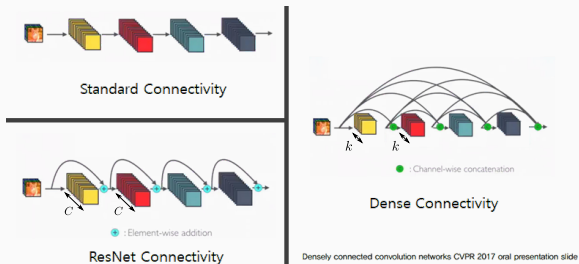 Standard Connectivity
C
C
+ : Element-wise addition
ResNet Connectivity
k
k
: Channel-wise concatenation
Dense Connectivity
Densely connected convolution networks CVPR 2017 oral presentation slide